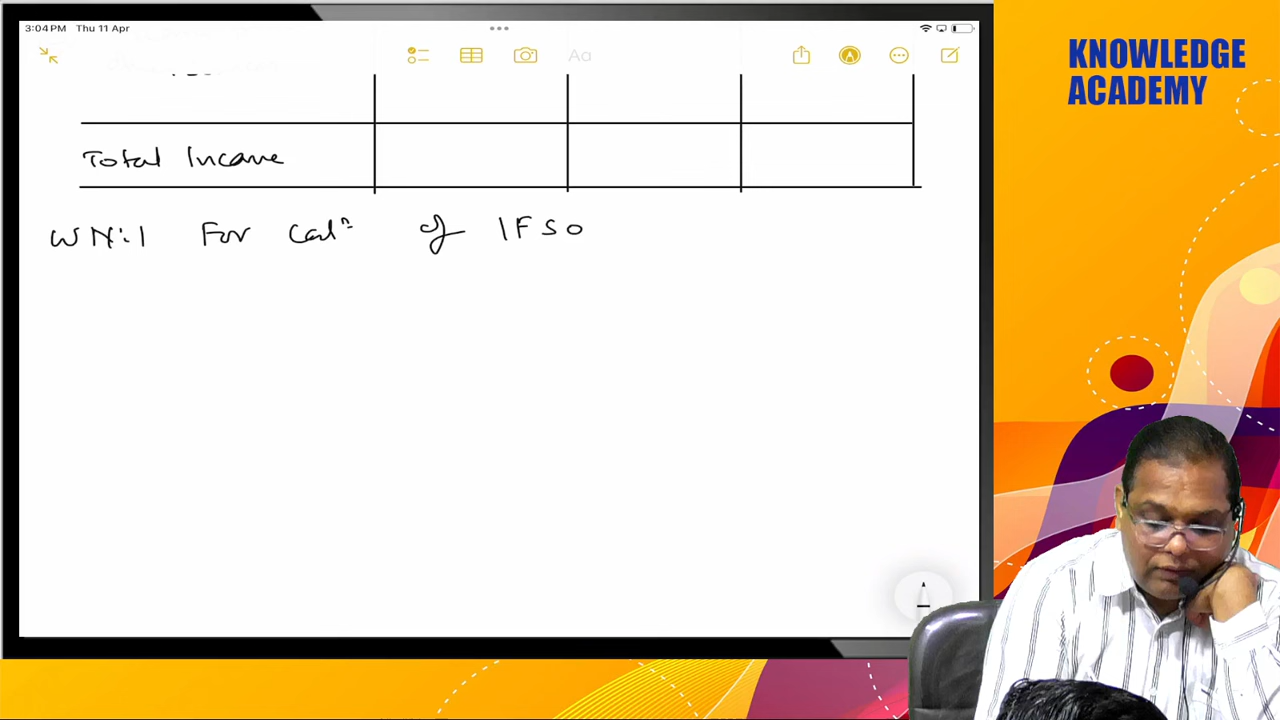 3:04 PM Thu 11 Apr
KNOWLEDGE
ACADEMY
Aa
Total Income
WN:1 For Caln of IFSO